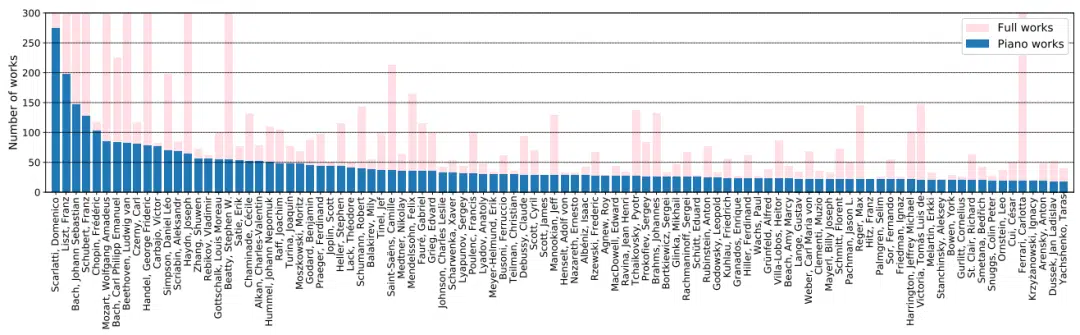 300
250
200
150
100
50
0
Number of works
Full works
Piano works
Scarlatti, Domenico
Liszt, Franz
Bach, Johann Sebastian
Schubert, Franz
Chopin, Frédéric
Mozart, Wolfgang Amadeus
Bach, Carl Philipp Emanuel
Beethoven, Ludwig van
Czerny, Carl
Handel, George Frideric
Carbajo, Víctor
Simpson, Daniel Léo
Scriabin, Aleksandr
Haydn, Joseph
Zhang, Shuwen
Rebikov, Vladimir
Gottschalk, Louis Moreau
Beatty, Stephen W.
Satie, Erik
Chaminade, Cécile
Alkan, Charles-Valentin
Hummel, Johann Nepomuk
Raff, Joachim
Turina, Joaquín
Moszkowski, Moritz
Godard, Benjamin
Praeger, Ferdinand
Joplin, Scott
Heller, Stephen
Lack, Théodore
Schumann, Robert
Balakirev, Mily
Thiel, Jef
Saint-Saëns, Camille
Medtner, Nikolay
Mendelssohn, Felix
Fauré, Gabriel
Grieg, Edvard
Johnson, Charles Leslie
Scharwenka, Xaver
Lyapunov, Sergey
Poulenc, Francis
Lyadov, Anatoly
Meyer-Helmund, Erik
Busoni, Ferruccio
Teilman, Christian
Debussy, Claude
Scott, Cyril
Scott, James
Manookian, Jeff
Henselt, Adolf von
Nazareth, Ernesto
Albéniz, Isaac
Rzewski, Frederic
Agnew, Roy
MacDowell, Edward
Ravina, Jean Henri
Tchaikovsky, Pyotr
Prokofiev, Sergey
Brahms, Johannes
Bortkiewicz, Sergei
Glinka, Mikhail
Rachmaninoff, Sergei
Schütt, Eduard
Rubinstein, Anton
Godowsky, Leopold
Kuhlau, Friedrich
Granados, Enrique
Hiller, Ferdinand
Wachs, Paul
Grünfeld, Alfred
Villa-Lobos, Heitor
Beach, Amy Marcy
Lange, Gustav
Weber, Carl Maria von
Clementi, Muzio
Mayerl, Billy Joseph
Schmitt, Florent
Pachman, Jason L.
Reger, Max
Palmgren, Selim
Hitz, Franz
Sor, Fernando
Friedman, Ignaz
Harrington, Jeffrey Michael
Victoria, Tomás Luis de
Melartin, Erkki
Stanchinsky, Aleksey
Bowen, York
Gurlitt, Cornelius
St. Clair, Richard
Smetana, Bedřich
Snuggs, Colin Peter
Ornstein, Leo
Cui, César
Ferrà, Llorenç
Krzyzanowski, Ignacy
Arensky, Anton
Dussek, Jan Ladislav
Yachshenko, Taras